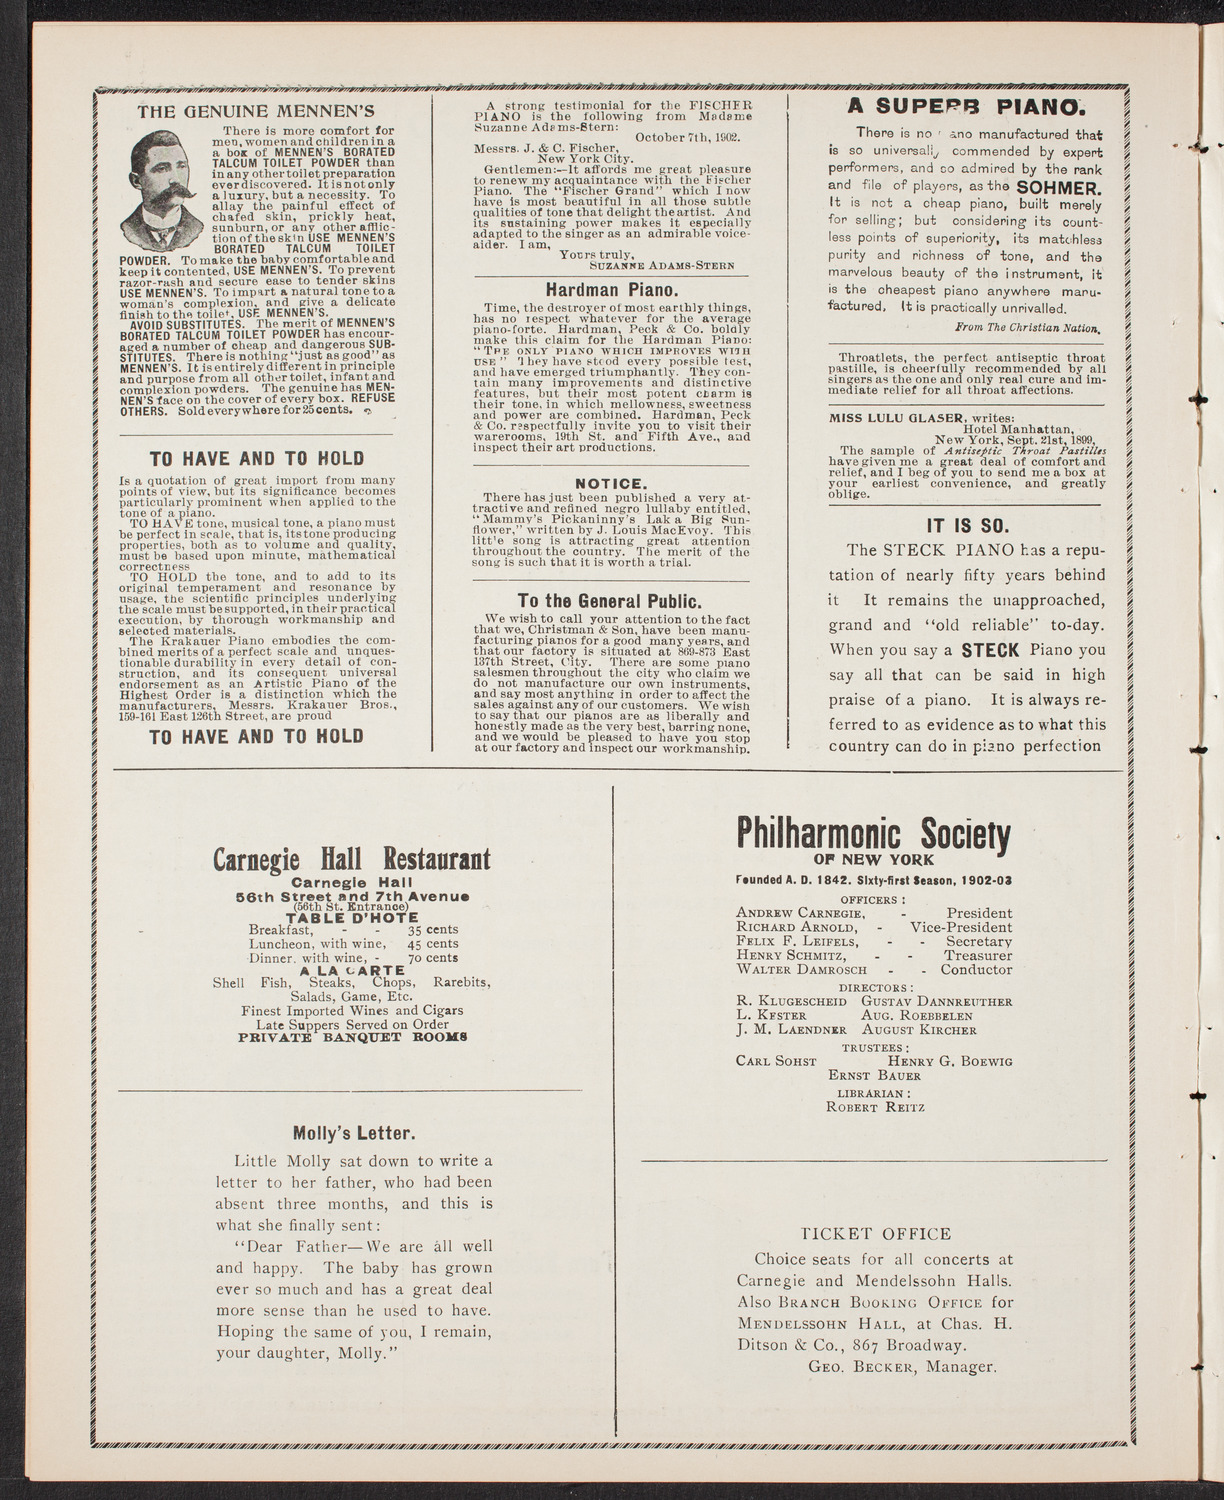 THE GENUINE MENNEN'S
There is more comfort for
men, women and children in a
a box of MENNEN'S BORATED
TALCUM TOILET POWDER than
in any other toilet preparation
ever discovered. It is not only
a luxury, but a necessity. To
allay the painful effect of
chafed skin, prickly heat,
sunburn, or any other afflic-
tion of the skin USE MENNEN'S
BORATED TALCUM TOILET
POWDER. To make the baby comfortable and
keep it contented, USE MENNEN'S. To prevent
razor-rash and secure ease to tender skins
USE MENNEN'S. To impart a natural tone to a
woman's complexion, and give a delicate
finish to the toilet, USE MENNEN'S.
AVOID SUBSTITUTES. The merit of MENNEN'S
BORATED TALCUM TOILET POWDER has encour-
aged a number of cheap and dangerous SUB-
STITUTES. There is nothing "just as good" as
MENNEN'S. It is entirely different in principle
and purpose from all other toilet, infant and
complexion powders. The genuine has MEN-
NEN'S face on the cover of every box. REFUSE
OTHERS. Sold everywhere for 25 cents.
TO HAVE AND TO HOLD
Is a quotation of great import from many
points of view, but its significance becomes
particularly prominent when applied to the
tone of a piano.
TO HAVE tone, musical tone, a piano must
be perfect in scale, that is, its tone producing
properties, both as to volume and quality,
must be based upon minute, mathematical
correctness
TO HOLD the tone, and to add to its
original temperament and resonance by
usage, the scientific principles underlying
the scale must be supported, in their practical
execution, by thorough workmanship and
selected materials.
The Krakauer Piano embodies the com-
bined merits of a perfect scale and unques-
tionable durability in every detail of con-
struction, and its consequent universal
endorsement as an Artistic Piano of the
Highest Order is a distinction which the
manufacturers, Messrs. Krakauer Bros.,
159-161 East 126th Street, are proud
TO HAVE AND TO HOLD
A strong testimonial for the FISCHER
PIANO is the following from Madame
Suzanne Adams-Stern:
October 7th, 1902.
Messrs. J. & C. Fischer,
New York City.
Gentlemen:—It affords me great pleasure
to renew my acquaintance with the Fischer
Piano. The "Fischer Grand" which I now
have is most beautiful in all those subtle
qualities of tone that delight the artist. And
its sustaining power makes it especially
adapted to the singer as an admirable voice-
aider. I am,
Yours truly,
SUZANNE ADAMS-STERN
Hardman Piano.
Time, the destroyer of most earthly things,
has no respect whatever for the average
piano-forte. Hardman, Peck & Co. boldly
make this claim for the Hardman Piano:
"THE ONLY PIANO WHICH IMPROVES WITH
USE" They have stood every possible test,
and have emerged triumphantly. They con-
tain many improvements and distinctive
features, but their most potent charm is
their tone, in which mellowness, sweetness
and power are combined. Hardman, Peck
& Co. respectfully invite you to visit their
warerooms, 19th St. and Fifth Ave., and
inspect their art productions.
NOTICE.
There has just been published a very at-
tractive and refined negro lullaby entitled,
"Mammy's Pickaninny's Lak a Big Sun-
flower," written by J. Louis MacEvoy. This
little song is attracting great attention
throughout the country. The merit of the
song is such that it is worth a trial.
To the General Public.
We wish to call your attention to the fact
that we, Christman & Son, have been manu-
facturing pianos for a good many years, and
that our factory is situated at 869-873 East
137th Street, City. There are some piano
salesmen throughout the city who claim we
do not manufacture our own instruments,
and say most anything in order to affect the
sales against any of our customers. We wish
to say that our pianos are as liberally and
honestly made as the very best, barring none,
and we would be pleased to have you stop
at our factory and inspect our workmanship.
A SUPERB PIANO.
There is no piano manufactured that
is so universally commended by expert
performers, and so admired by the rank
and file of players, as the SOHMER.
It is not a cheap piano, built merely
for selling; but considering its count-
less points of superiority, its matchless
purity and richness of tone, and the
marvelous beauty of the instrument, it
is the cheapest piano anywhere manu-
factured. It is practically unrivalled.
From The Christian Nation.
Throatlets, the perfect antiseptic throat
pastille, is cheerfully recommended by all
singers as the one and only real cure and im-
mediate relief for all throat affections.
MISS LULU GLASER, writes:
Hotel Manhattan,
New York, Sept. 21st, 1899,
The sample of Antiseptic Throat Pastilles
have given me a great deal of comfort and
relief, and I beg of you to send me a box at
your earliest convenience, and greatly
oblige.
IT IS SO.
The STECK PIANO has a repu-
tation of nearly fifty years behind
it It remains the unapproached,
grand and "old reliable" to-day.
When you say a STECK Piano you
say all that can be said in high
praise of a piano. It is always re-
ferred to as evidence as to what this
country can do in piano perfection
Carnegie Hall Restaurant
Carnegie Hall
56th Street and 7th Avenue
(56th St. Entrance)
TABLE D'HOTE
Breakfast, - - 35 cents
Luncheon, with wine, 45 cents
Dinner, with wine, - 70 cents
A LA CARTE
Shell Fish, Steaks, Chops, Rarebits,
Salads, Game, Etc.
Finest Imported Wines and Cigars
Late Suppers Served on Order
PRIVATE BANQUET ROOMS
Molly's Letter.
Little Molly sat down to write a
letter to her father, who had been
absent three months, and this is
what she finally sent:
"Dear Father—We are all well
and happy. The baby has grown
ever so much and has a great deal
more sense than he used to have.
Hoping the same of you, I remain,
your daughter, Molly."
Philharmonic Society
OF NEW YORK
Founded A. D. 1842. Sixty-first Season, 1902-03
OFFICERS:
ANDREW CARNEGIE, - President
RICHARD ARNOLD, - Vice-President
FELIX F. LEIFELS, - - Secretary
HENRY SCHMITZ, - - Treasurer
WALTER DAMROSCH - - Conductor
DIRECTORS:
R. KLUGESCHEID GUSTAV DANNREUTHER
L. KESTER AUG. ROEBBELEN
J. M. LAENDNER AUGUST KIRCHER
TRUSTEES:
CARL SOHST HENRY G. BOEWIG
ERNST BAUER
LIBRARIAN:
ROBERT REITZ
TICKET OFFICE
Choice seats for all concerts at
Carnegie and Mendelssohn Halls.
Also BRANCH BOOKING OFFICE for
MENDELSSOHN HALL, at Chas. H.
Ditson & Co., 867 Broadway.
GEO. BECKER, Manager.